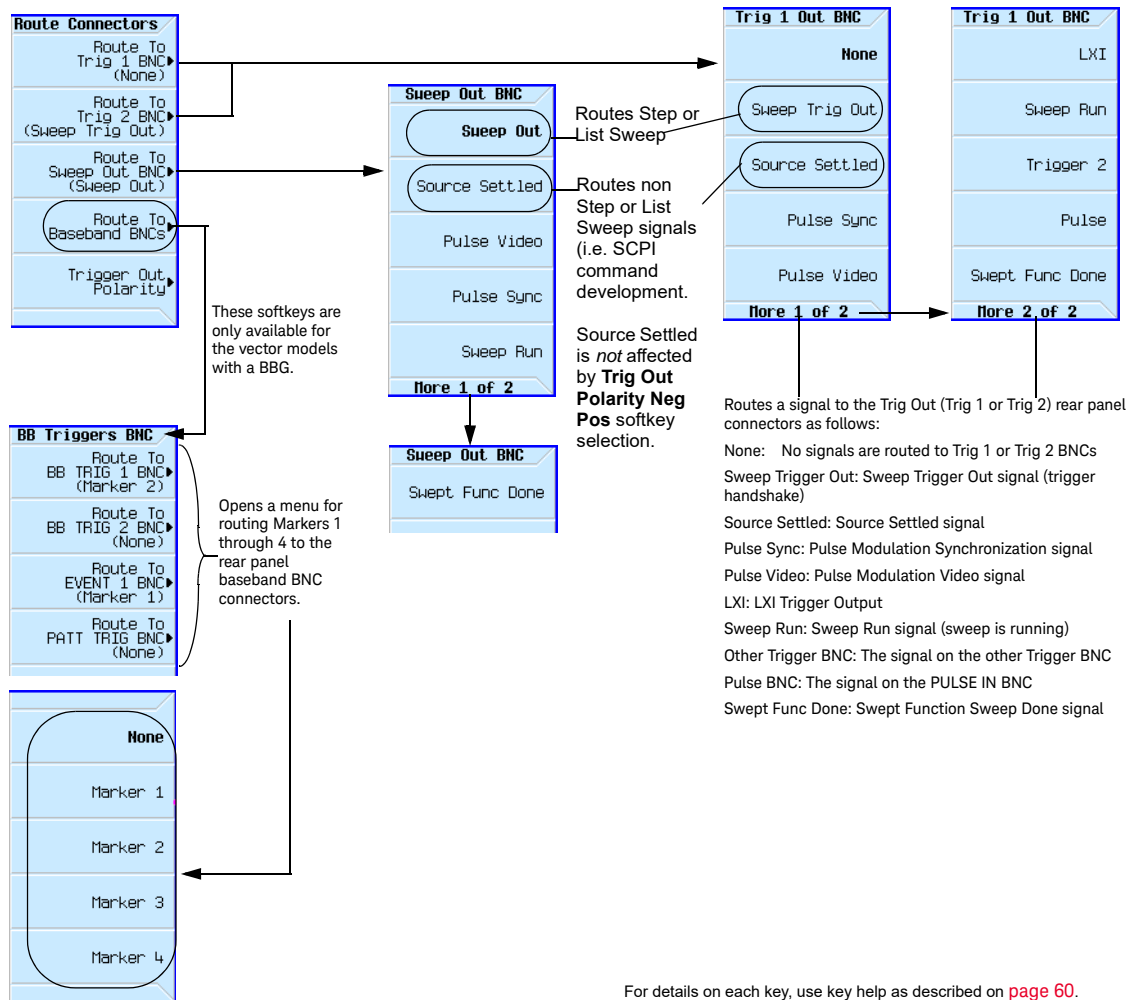 Route Connectors
Route To
Trig 1 BNC
(None)
Route To
Trig 2 BNC
(Sweep Trig Out)
Route To
Sweep Out BNC
(Sweep Out)
Route To
Baseband BNCs
Trigger Out
Polarity
These softkeys are
only available for
the vector models
with a BBG.
BB Triggers BNC
Route To
BB TRIG 1 BNC
(Marker 2)
Route To
BB TRIG 2 BNC
(None)
Route To
EVENT 1 BNC
(Marker 1)
Route To
PATT TRIG BNC
(None)
Opens a menu for
routing Markers 1
through 4 to the
rear panel
baseband BNC
connectors.
None
Marker 1
Marker 2
Marker 3
Marker 4
Sweep Out BNC
Sweep Out
Source Settled
Pulse Video
Pulse Sync
Sweep Run
More 1 of 2
Sweep Out BNC
Swept Func Done
Routes Step or
List Sweep
Routes non
Step or List
Sweep signals
(i.e. SCPI
command
development.
Source Settled
is not affected
by Trig Out
Polarity Neg
Pos softkey
selection.
Trig 1 Out BNC
None
Sweep Trig Out
Source Settled
Pulse Sync
Pulse Video
More 1 of 2
Trig 1 Out BNC
LXI
Sweep Run
Trigger 2
Pulse
Swept Func Done
More 2 of 2
Routes a signal to the Trig Out (Trig 1 or Trig 2) rear panel
connectors as follows:
None: No signals are routed to Trig 1 or Trig 2 BNCs
Sweep Trigger Out: Sweep Trigger Out signal (trigger
handshake)
Source Settled: Source Settled signal
Pulse Sync: Pulse Modulation Synchronization signal
Pulse Video: Pulse Modulation Video signal
LXI: LXI Trigger Output
Sweep Run: Sweep Run signal (sweep is running)
Other Trigger BNC: The signal on the other Trigger BNC
Pulse BNC: The signal on the PULSE IN BNC
Swept Func Done: Swept Function Sweep Done signal
For details on each key, use key help as described on page 60.